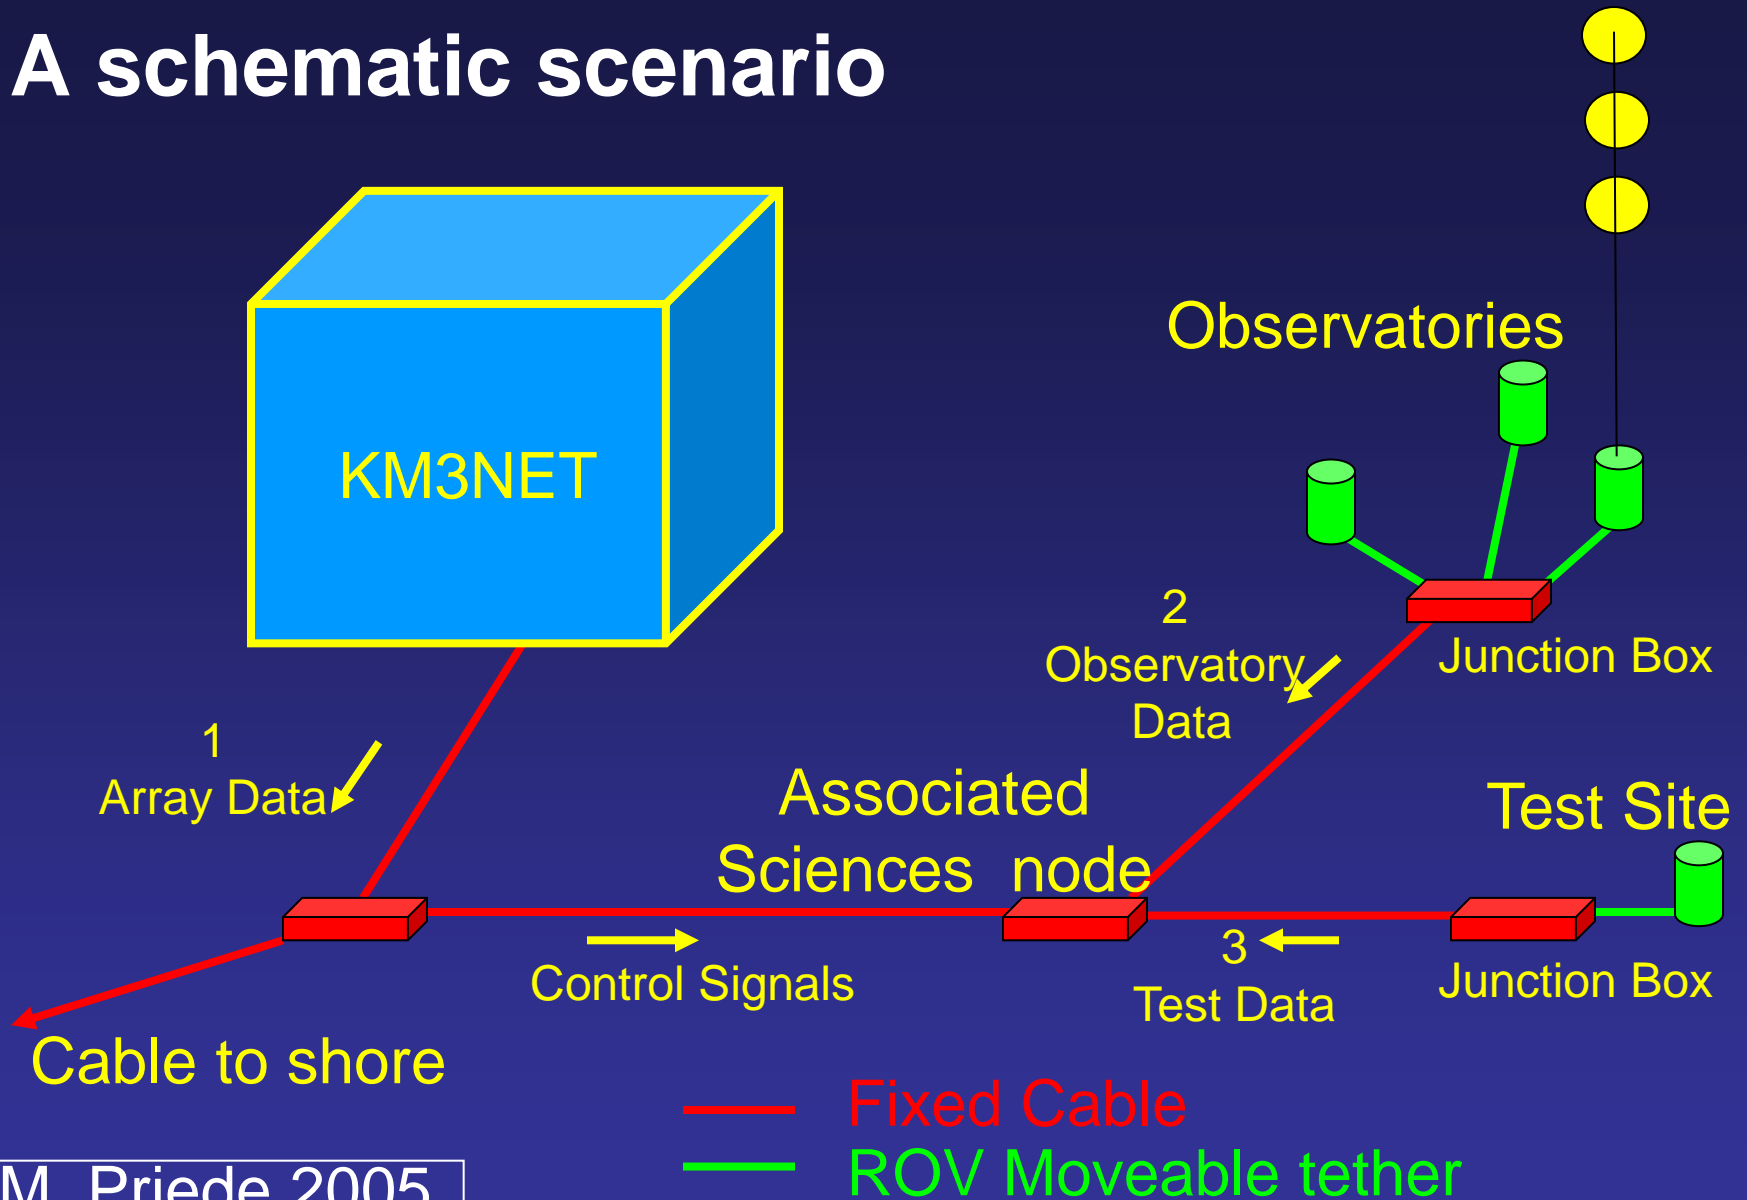 A schematic scenario
Observatories
KM3NET
2
Observatory
Data
Junction Box
1
Array Data
Associated
Sciences node
Test Site
Control Signals
3
Test Data
Junction Box
Cable to shore
Fixed Cable
ROV Moveable tether
M. Priede 2005